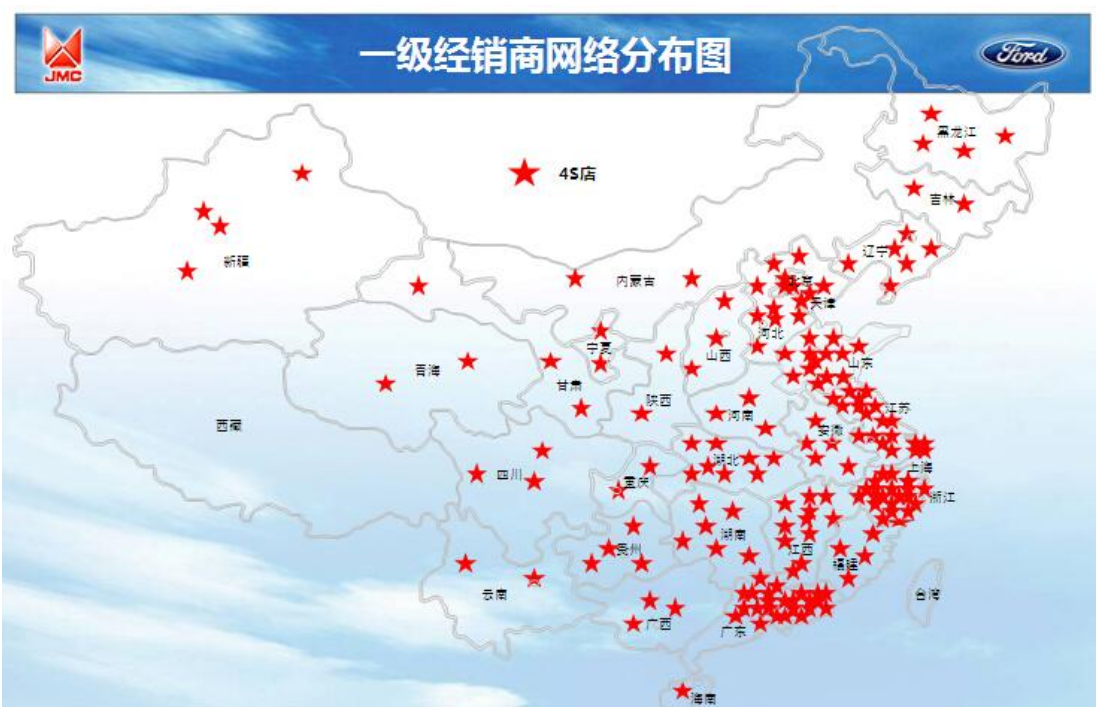 一级经销商网络分布图
JMC
Ford
4S店
黑龙江
吉林
辽宁
新疆
内蒙古
北京
天津
河北
宁夏
山西
山东
青海
甘肃
陕西
河南
江苏
西藏
安徽
四川
重庆
湖北
上海
浙江
湖南
贵州
江西
福建
云南
广西
广东
台湾
海南